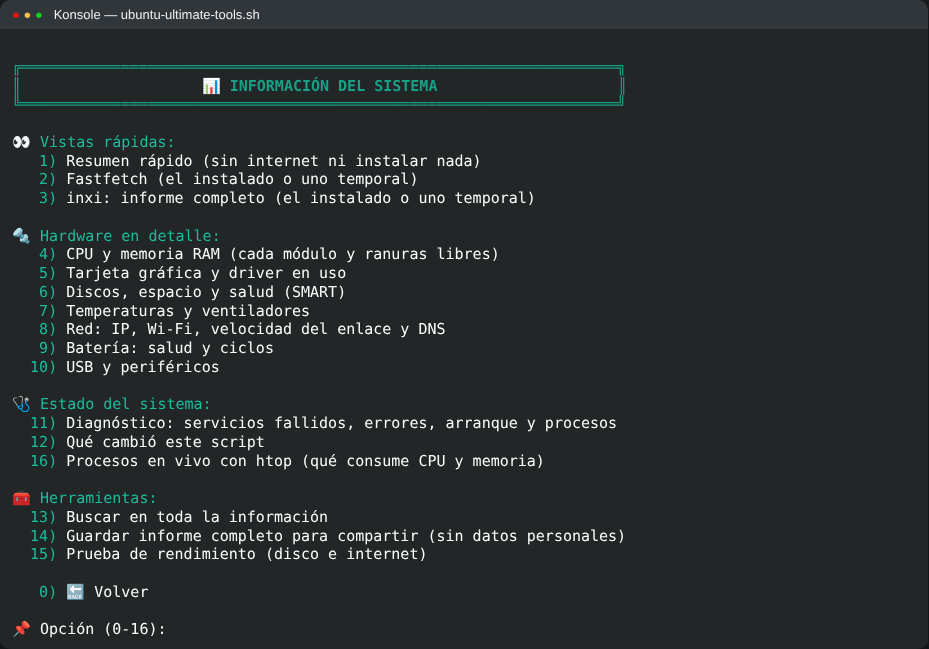 Konsole — ubuntu-ultimate-tools.sh
📊 INFORMACIÓN DEL SISTEMA
👀 Vistas rápidas:
1) Resumen rápido (sin internet ni instalar nada)
2) Fastfetch (el instalado o uno temporal)
3) inxi: informe completo (el instalado o uno temporal)
🔩 Hardware en detalle:
4) CPU y memoria RAM (cada módulo y ranuras libres)
5) Tarjeta gráfica y driver en uso
6) Discos, espacio y salud (SMART)
7) Temperaturas y ventiladores
8) Red: IP, Wi-Fi, velocidad del enlace y DNS
9) Batería: salud y ciclos
10) USB y periféricos
🩺 Estado del sistema:
11) Diagnóstico: servicios fallidos, errores, arranque y procesos
12) Qué cambió este script
16) Procesos en vivo con htop (qué consume CPU y memoria)
🧰 Herramientas:
13) Buscar en toda la información
14) Guardar informe completo para compartir (sin datos personales)
15) Prueba de rendimiento (disco e internet)
0) 🔙 Volver
📌 Opción (0-16):